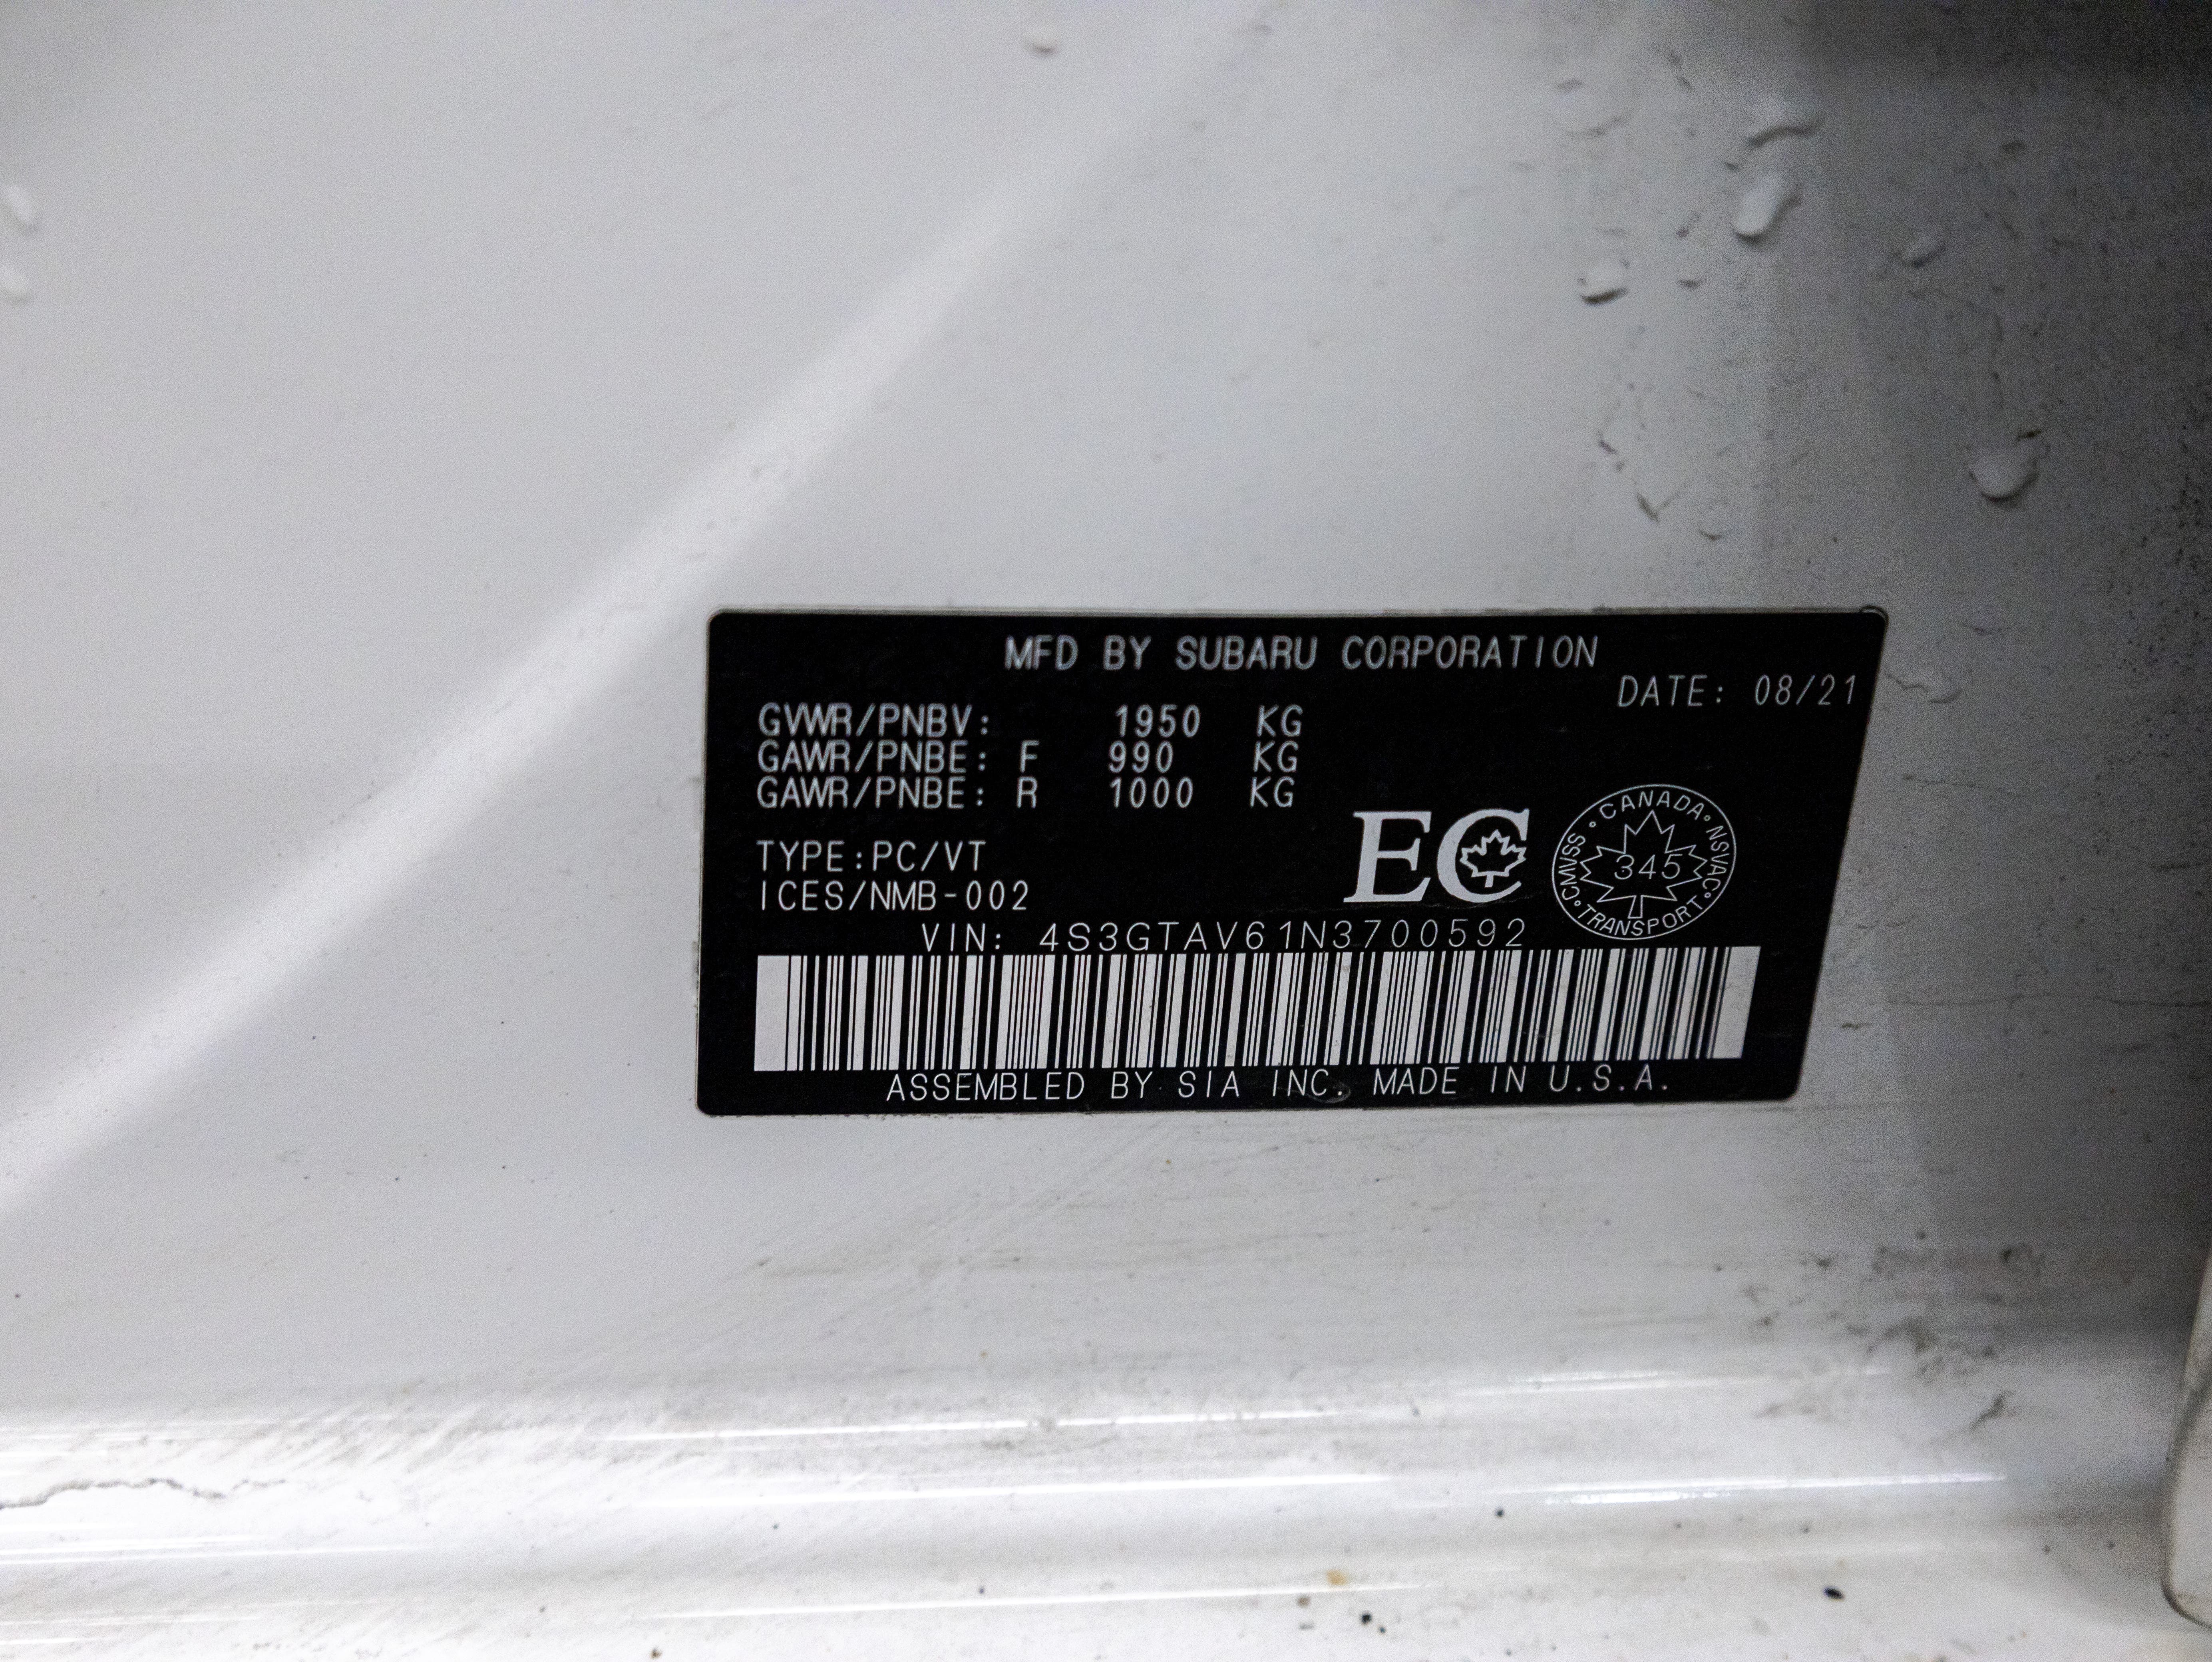 MFD BY SUBARU CORPORATION
DATE: 08/21
GVWR/PNBV: 1950 KG
GAWR/PNBE: F 990 KG
GAWR/PNBE: R 1000 KG
TYPE:PC/VT
ICES/NMB-002
EC
CANADA • NSVAC • TRANSPORT • CMVSS •
345
VIN: 4S3GTAV61N3700592
ASSEMBLED BY SIA INC. MADE IN U.S.A.